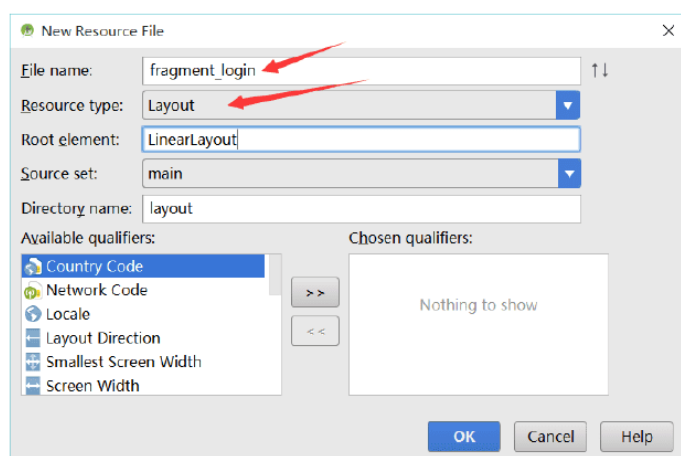 New Resource File
File name: fragment_login
Resource type: Layout
Root element: LinearLayout
Source set: main
Directory name: layout
Available qualifiers: Chosen qualifiers:
Country Code
Network Code
>>
Nothing to show
Locale
<<
Layout Direction
Smallest Screen Width
Screen Width
OK Cancel Help